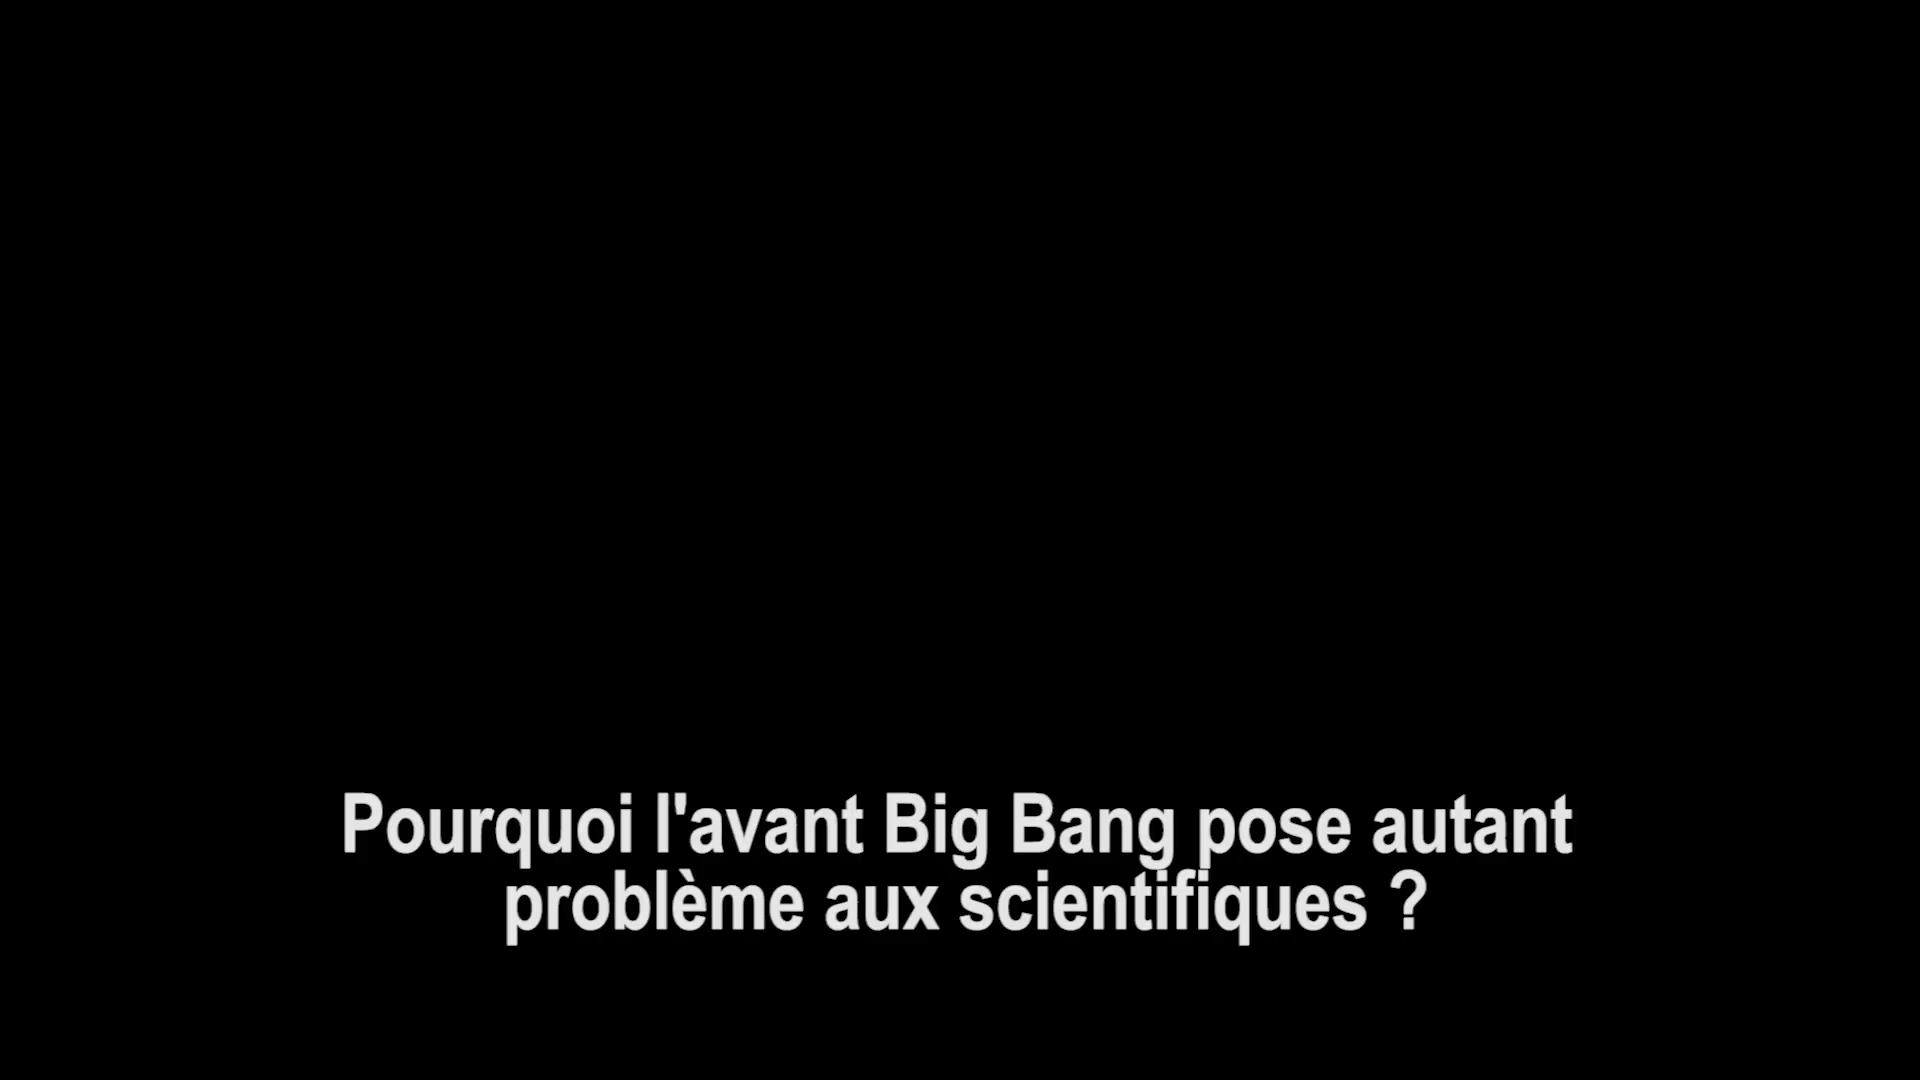 Pourquoi l'avant Big Bang pose autant
problème aux scientifiques ?